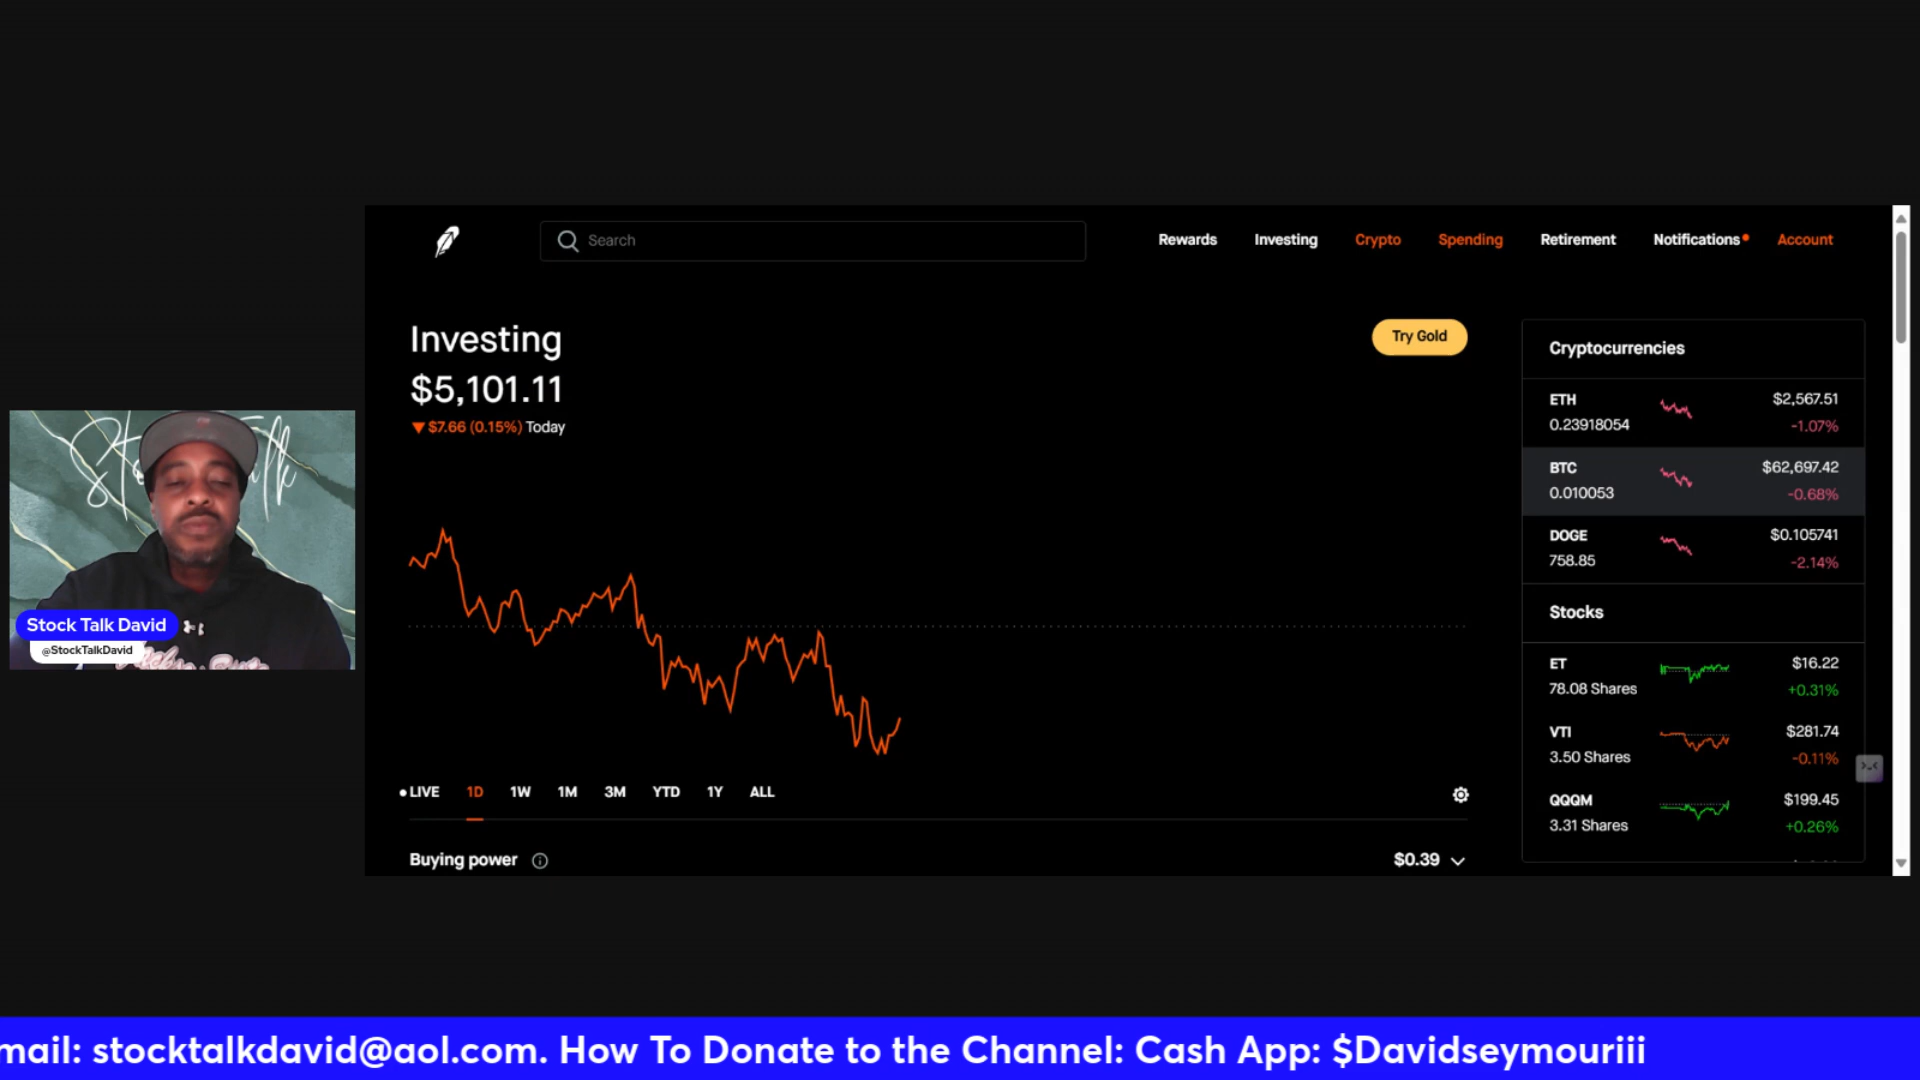 Search
Rewards
Investing
Crypto
Spending
Retirement
Notifications
Account
Investing
$5,101.11
$7.66 (0.15%) Today
Try Gold
LIVE
1D
1W
1M
3M
YTD
1Y
ALL
Buying power
$0.39
Cryptocurrencies
ETH
0.23918054
$2,567.51
-1.07%
BTC
0.010053
$62,697.42
-0.68%
DOGE
758.85
$0.105741
-2.14%
Stocks
ET
78.08 Shares
$16.22
+0.31%
VTI
3.50 Shares
$281.74
-0.11%
QQQM
3.31 Shares
$199.45
+0.26%
Stock Talk David
@StockTalkDavid
mail: stocktalkdavid@aol.com. How To Donate to the Channel: Cash App: $Davidseymouriii